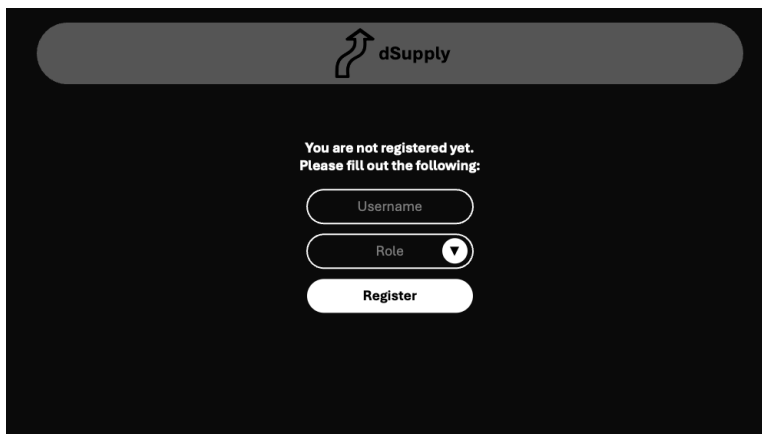 dSupply
You are not registered yet.
Please fill out the following:
Username
Role
Register